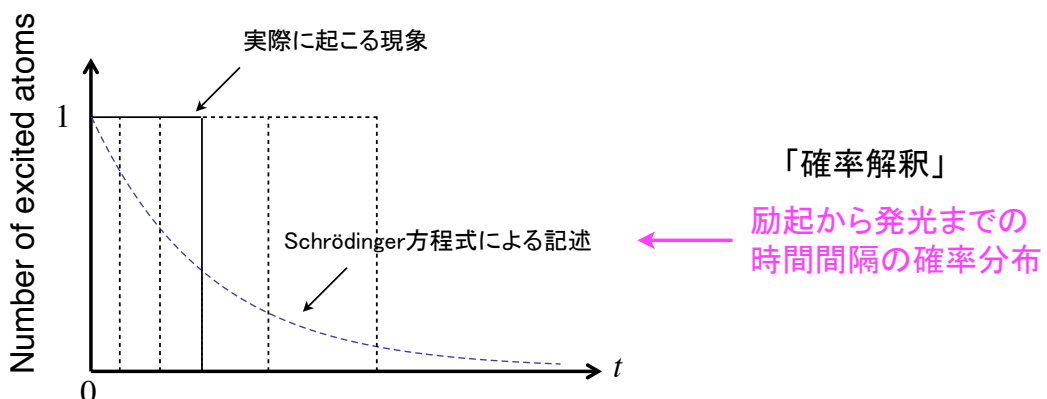 実際に起こる現象
Number of excited atoms
1
「確率解釈」
励起から発光までの
時間間隔の確率分布
Schrödinger方程式による記述
t
0